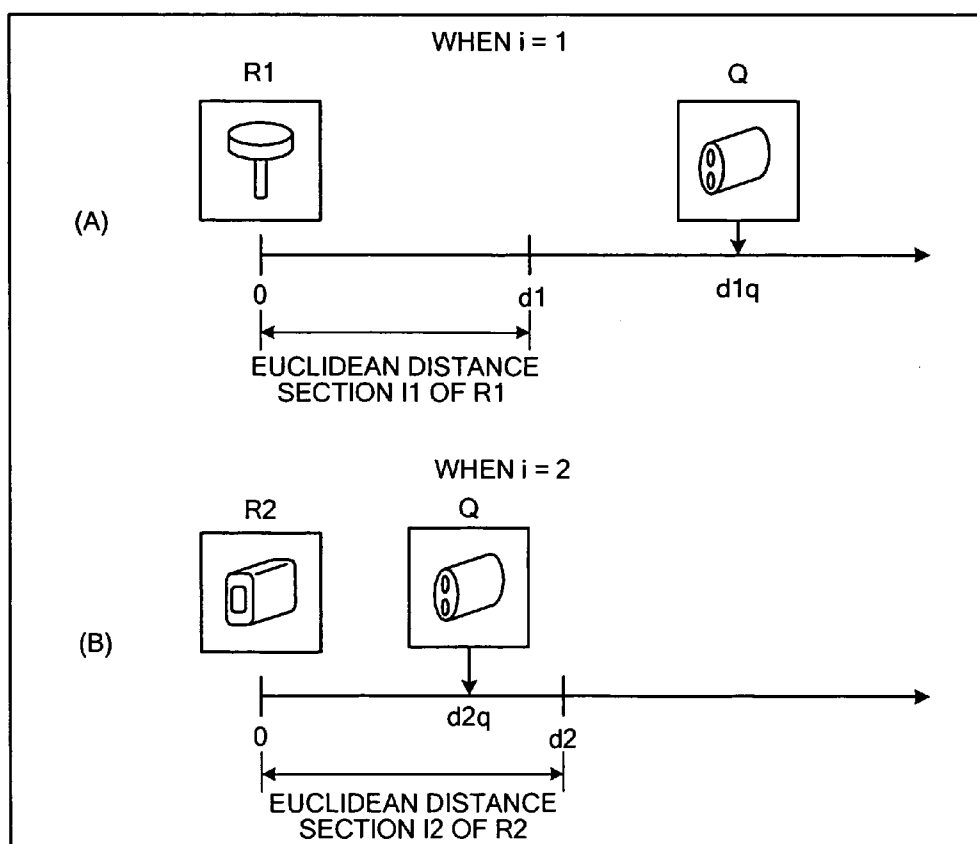 WHEN i = 1
R1
Q
(A)
0
d1
d1q
EUCLIDEAN DISTANCE
SECTION I1 OF R1
WHEN i = 2
R2
Q
(B)
0
d2q
d2
EUCLIDEAN DISTANCE
SECTION I2 OF R2